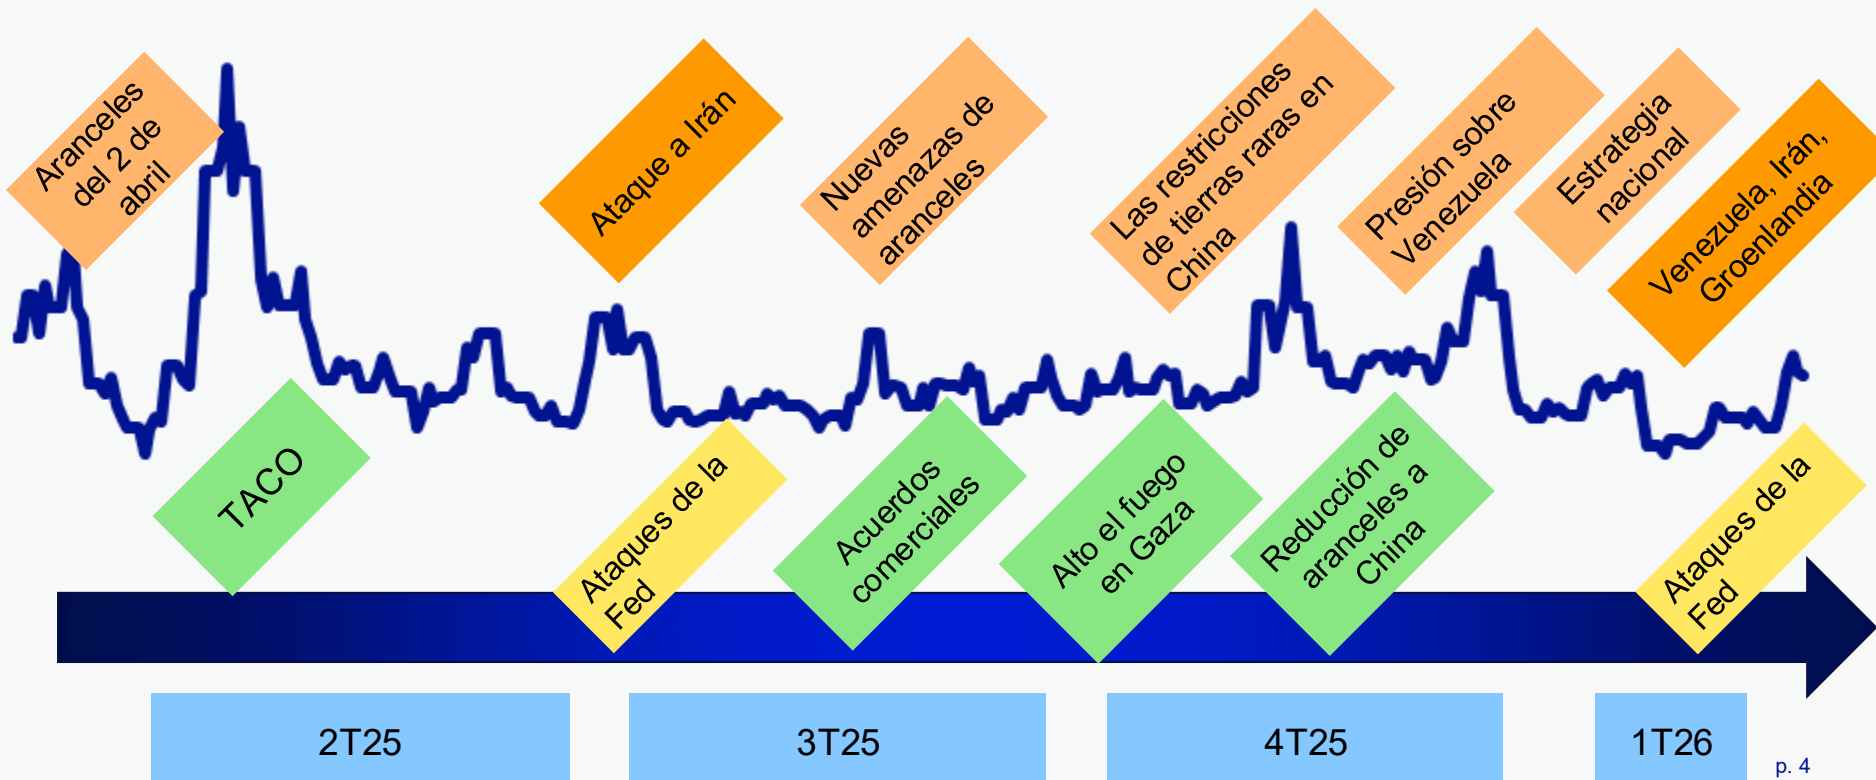 Aranceles
del 2 de
abril
Ataque a Irán
Nuevas
amenazas de
aranceles
Las restricciones
de tierras raras en
China
Presión sobre
Venezuela
Estrategia
nacional
Venezuela, Irán,
Groenlandia
TACO
Ataques de la
Fed
Acuerdos
comerciales
Alto el fuego
en Gaza
Reducción de
aranceles a
China
Ataques de la
Fed
2T25
3T25
4T25
1T26
p. 4